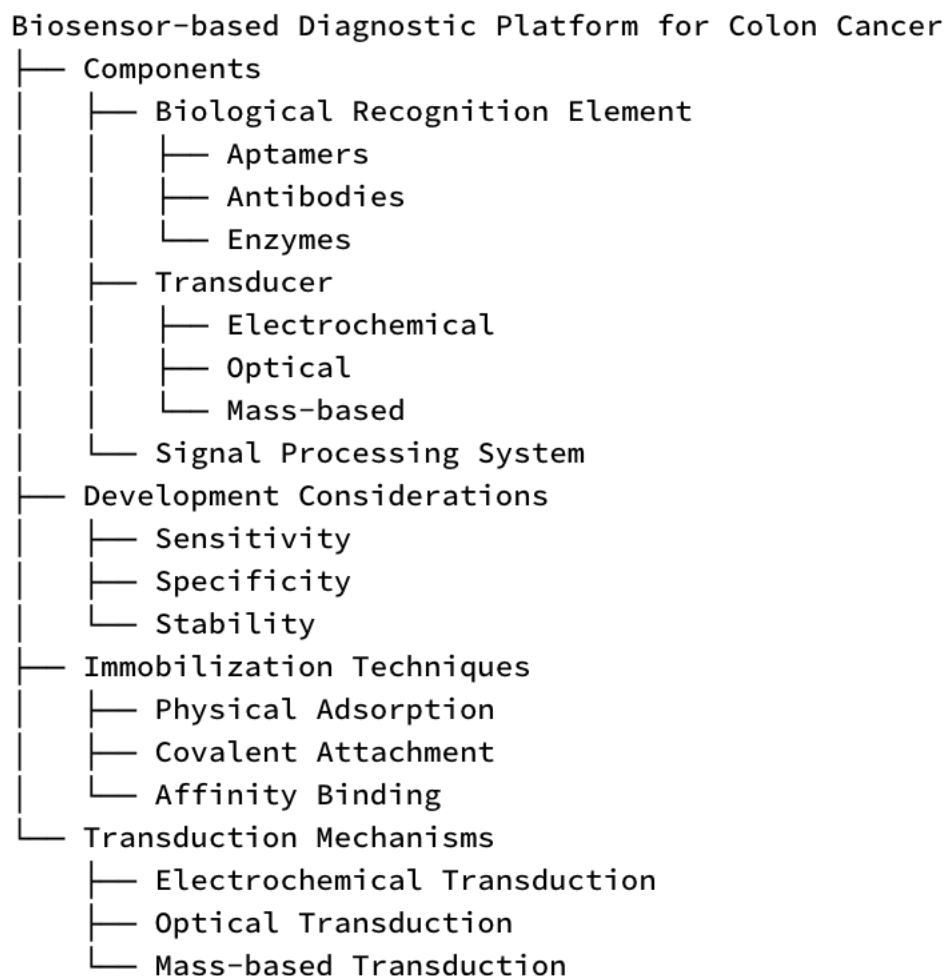 Biosensor-based Diagnostic Platform for Colon Cancer
├── Components
│   ├── Biological Recognition Element
│   │   ├── Aptamers
│   │   ├── Antibodies
│   │   └── Enzymes
│   ├── Transducer
│   │   ├── Electrochemical
│   │   ├── Optical
│   │   └── Mass-based
│   └── Signal Processing System
├── Development Considerations
│   ├── Sensitivity
│   ├── Specificity
│   └── Stability
├── Immobilization Techniques
│   ├── Physical Adsorption
│   ├── Covalent Attachment
│   └── Affinity Binding
└── Transduction Mechanisms
    ├── Electrochemical Transduction
    ├── Optical Transduction
    └── Mass-based Transduction